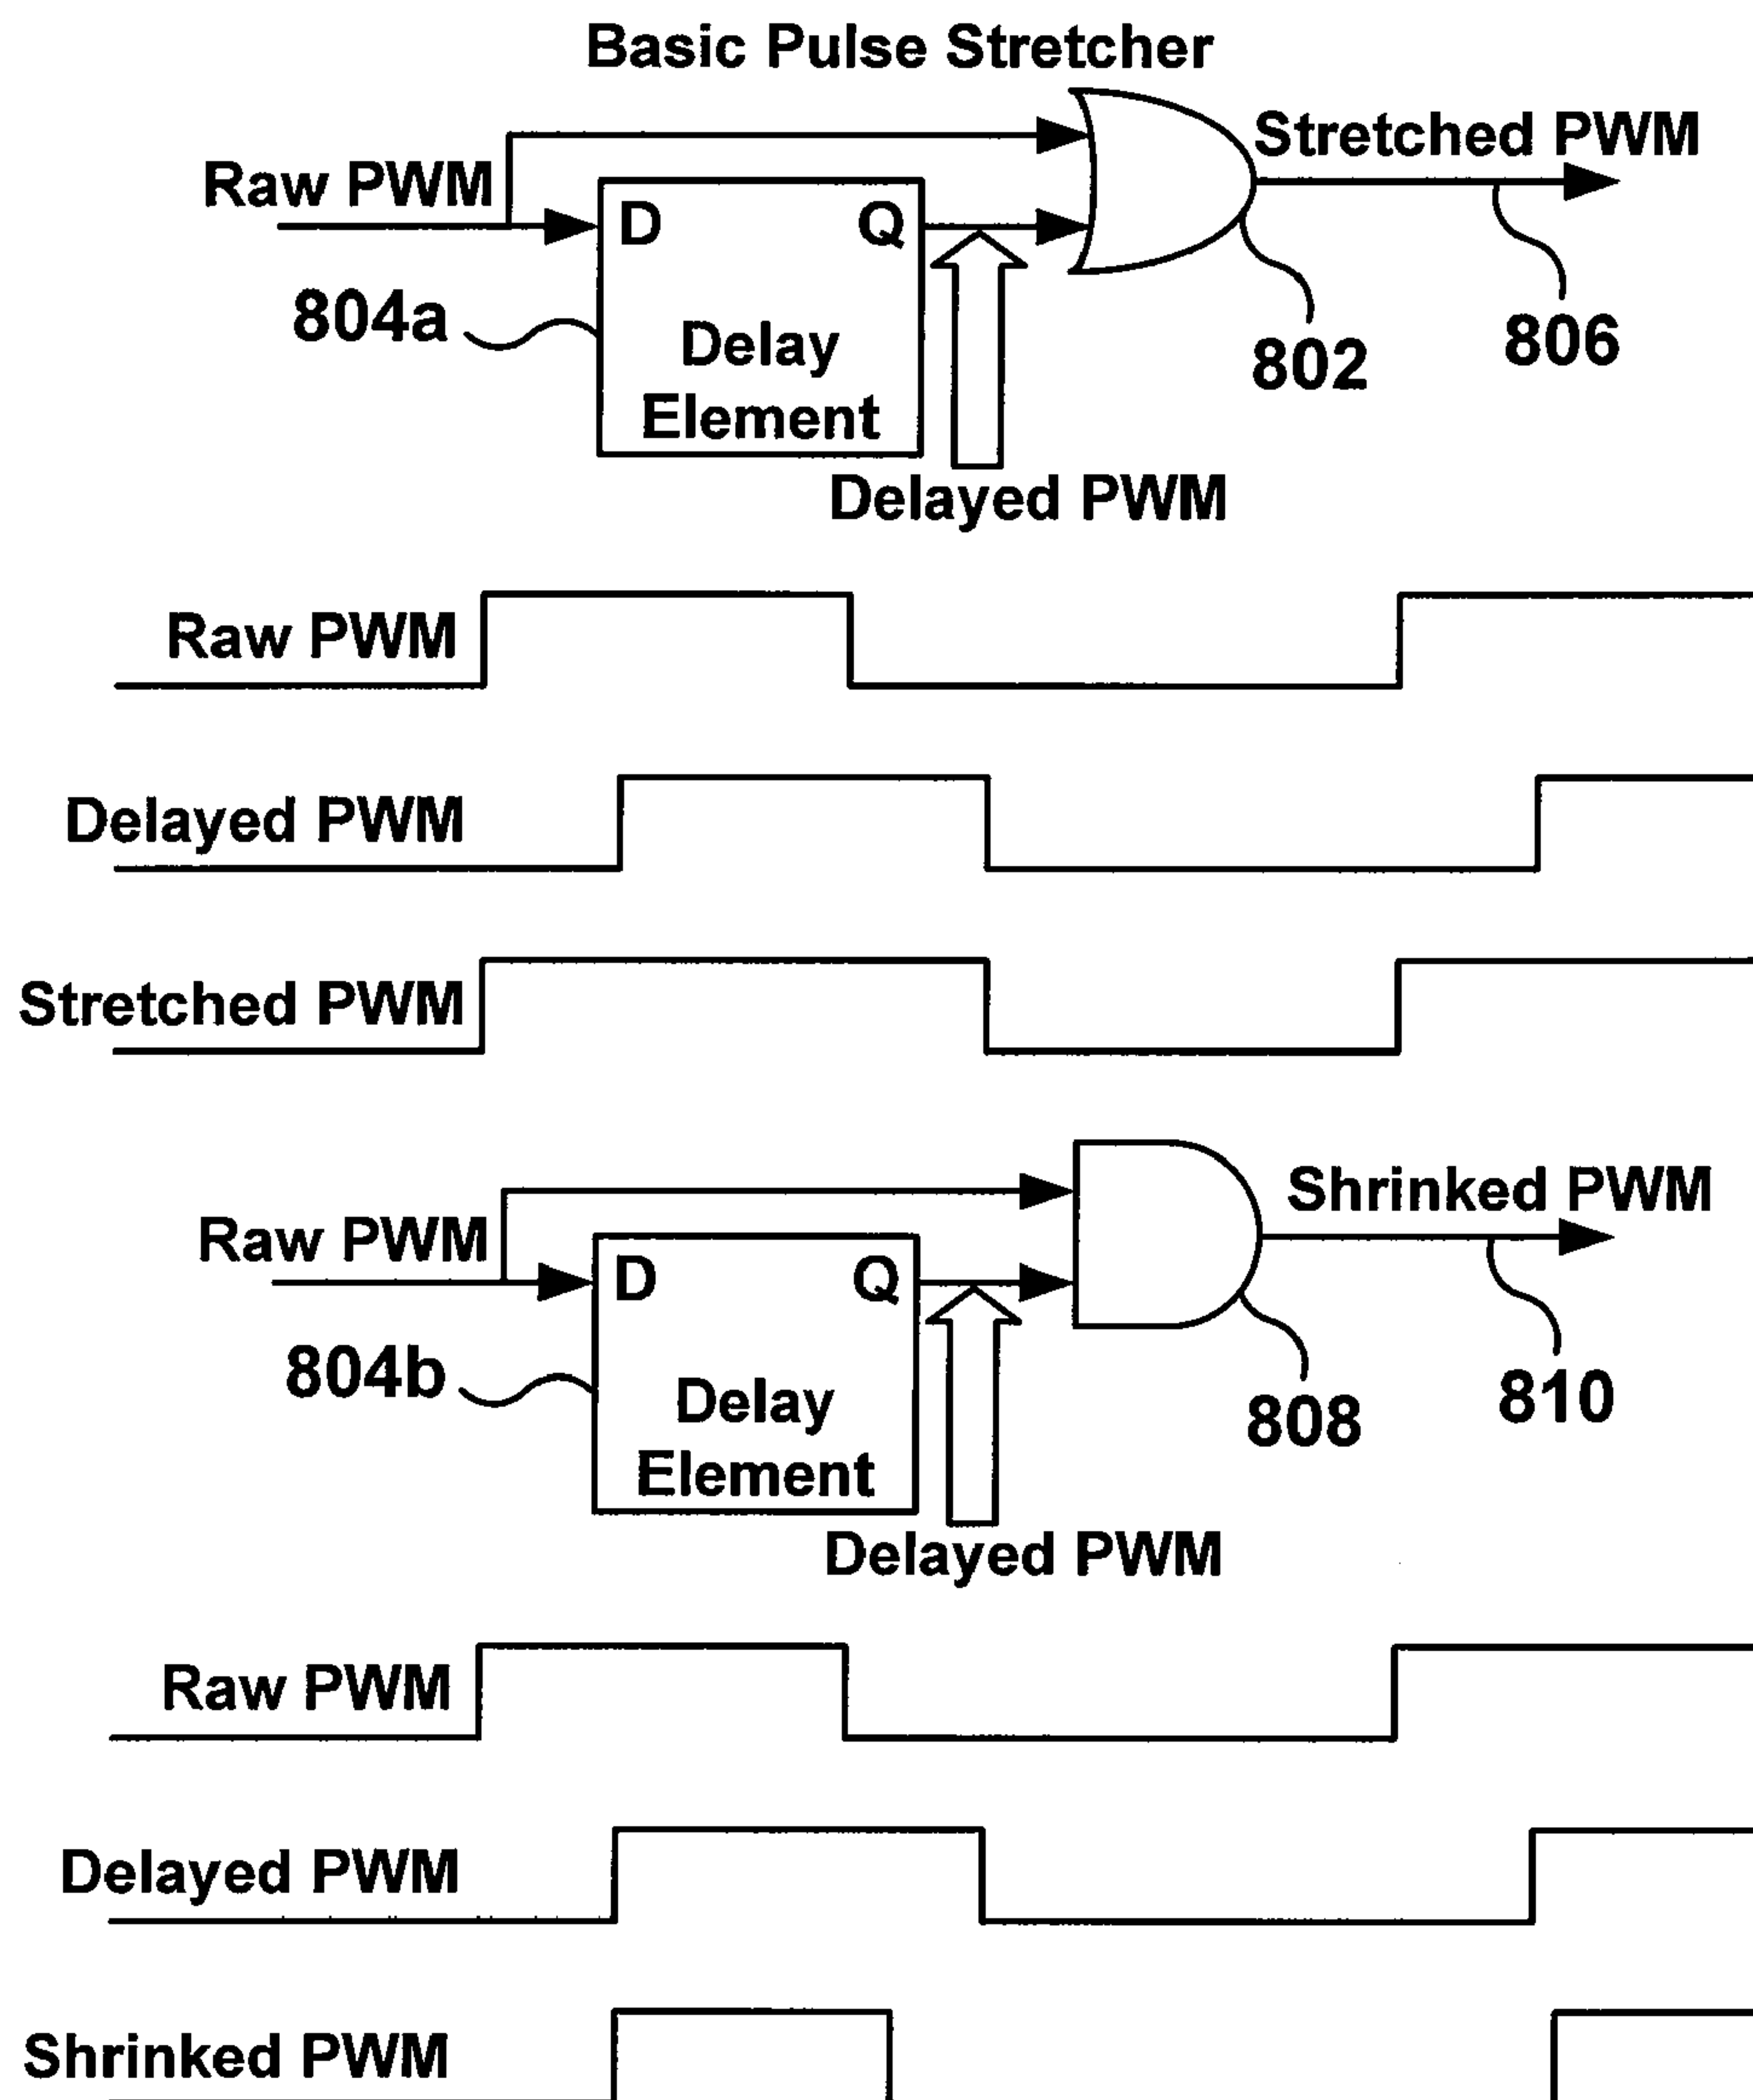 Basic Pulse Stretcher
Stretched PWM
Raw PWM
D Q
804a
Delay
Element
802
806
Delayed PWM
Raw PWM
Delayed PWM
Stretched PWM
Shrinked PWM
Raw PWM
D Q
804b
Delay
Element
808
810
Delayed PWM
Raw PWM
Delayed PWM
Shrinked PWM